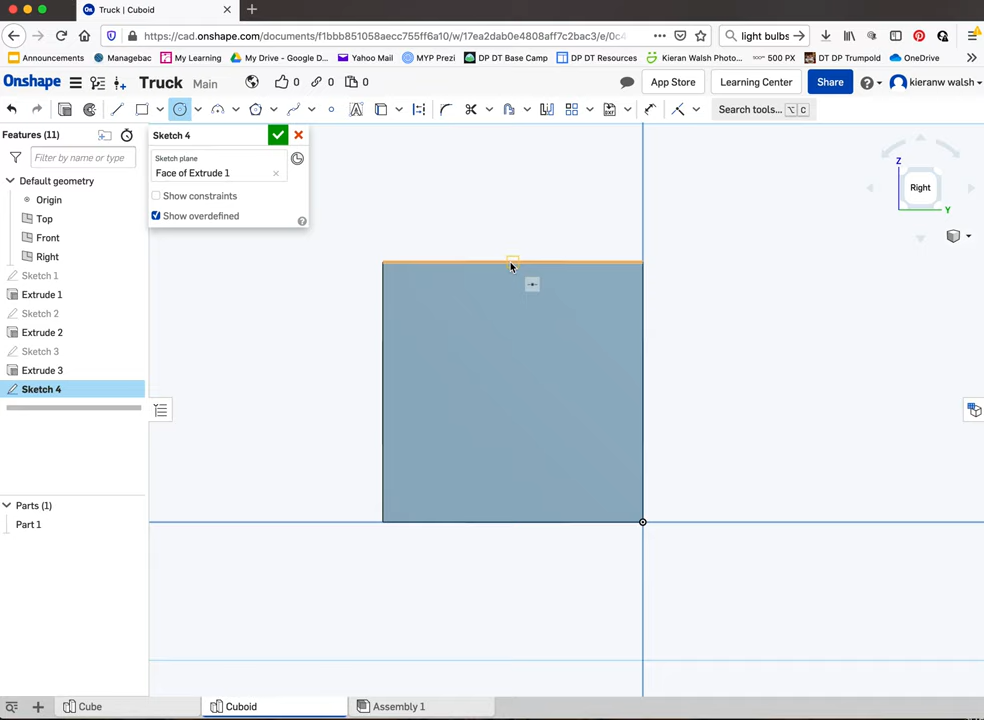 Truck | Cuboid
https://cad.onshape.com/documents/f1bbb851058aecc755ff6a10/w/17ea2dab0e4808aff7c2bac3/e/0c4
light bulbs
Announcements Managebac My Learning My Drive - Google D... Yahoo Mail MYP Prezi DP DT Base Camp DP DT Resources Kieran Walsh Photo... 500 PX DT DP Trumpold OneDrive
Onshape Truck Main 0 0 0 App Store Learning Center Share kieranw walsh
Search tools... ⌥ C
Features (11)
Filter by name or type
Default geometry
Origin
Top
Front
Right
Sketch 1
Extrude 1
Sketch 2
Extrude 2
Sketch 3
Extrude 3
Sketch 4
Parts (1)
Part 1
Sketch 4
Sketch plane
Face of Extrude 1
Show constraints
Show overdefined
Z
Right
Y
Cube Cuboid Assembly 1